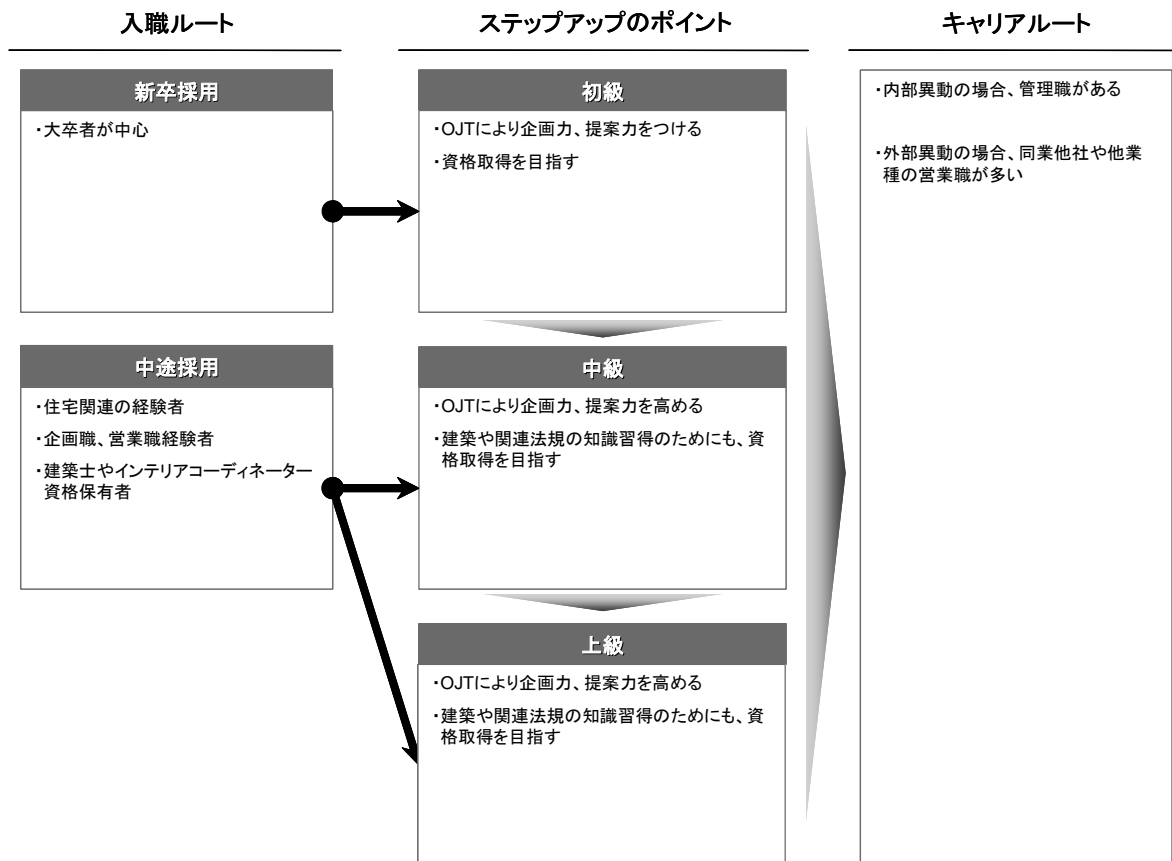 入職ルート
ステップアップのポイント
キャリアルート
新卒採用
・大卒者が中心
初級
・OJTにより企画力、提案力をつける
・資格取得を目指す
・内部異動の場合、管理職がある
・外部異動の場合、同業他社や他業
種の営業職が多い
中途採用
・住宅関連の経験者
・企画職、営業職経験者
・建築士やインテリアコーディネーター
資格保有者
中級
・OJTにより企画力、提案力を高める
・建築や関連法規の知識習得のためにも、資
格取得を目指す
上級
・OJTにより企画力、提案力を高める
・建築や関連法規の知識習得のためにも、資
格取得を目指す